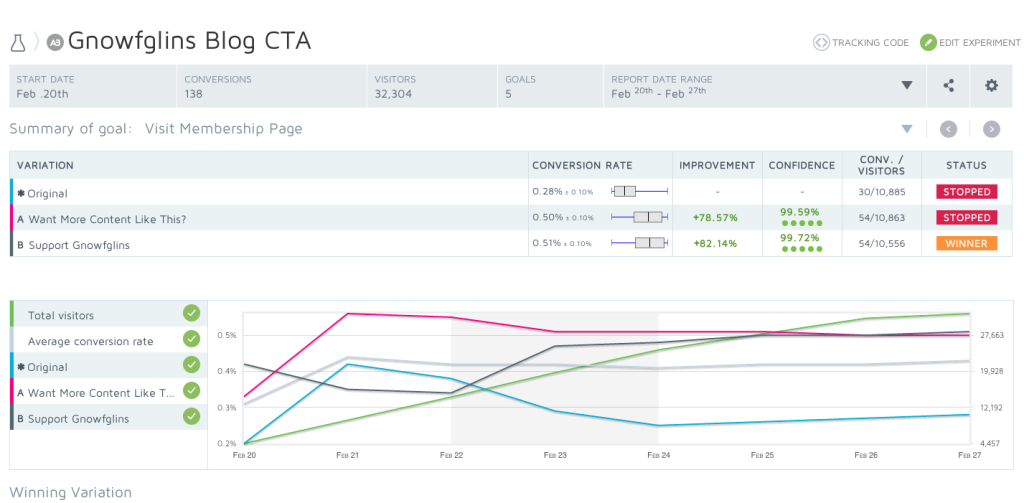 AB Gnowfglins Blog CTA
TRACKING CODE EDIT EXPERIMENT
START DATE CONVERSIONS VISITORS GOALS REPORT DATE RANGE
Feb .20th 138 32,304 5 Feb 20th - Feb 27th
Summary of goal: Visit Membership Page
VARIATION CONVERSION RATE IMPROVEMENT CONFIDENCE CONV. / VISITORS STATUS
✱ Original 0.28% ± 0.10% - - 30/10,885 STOPPED
A Want More Content Like This? 0.50% ± 0.10% +78.57% 99.59% 54/10,863 STOPPED
B Support Gnowfglins 0.51% ± 0.10% +82.14% 99.72% 54/10,556 WINNER
Total visitors
Average conversion rate
✱ Original
A Want More Content Like T...
B Support Gnowfglins
0.5% 27,663
0.4% 19,928
0.3% 12,192
0.2% 4,457
Feb 20 Feb 21 Feb 22 Feb 23 Feb 24 Feb 25 Feb 26 Feb 27
Winning Variation